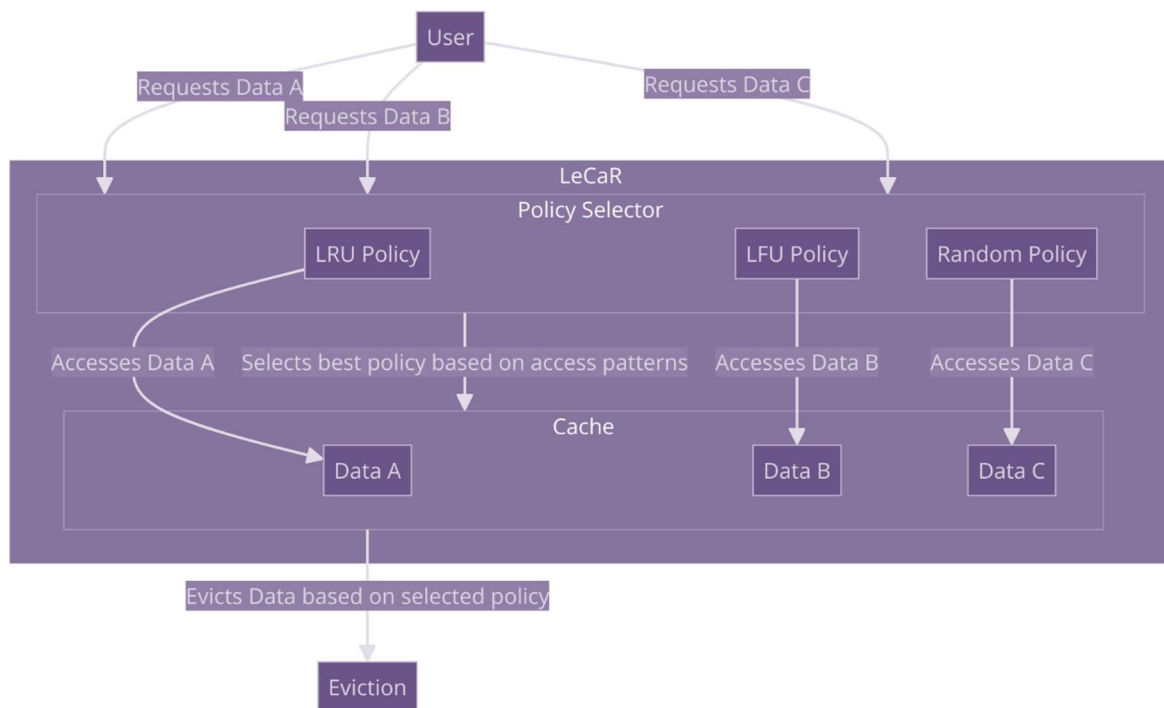 User
Requests Data A
Requests Data B
Requests Data C
LeCaR
Policy Selector
LRU Policy
LFU Policy
Random Policy
Accesses Data A
Selects best policy based on access patterns
Accesses Data B
Accesses Data C
Cache
Data A
Data B
Data C
Evicts Data based on selected policy
Eviction